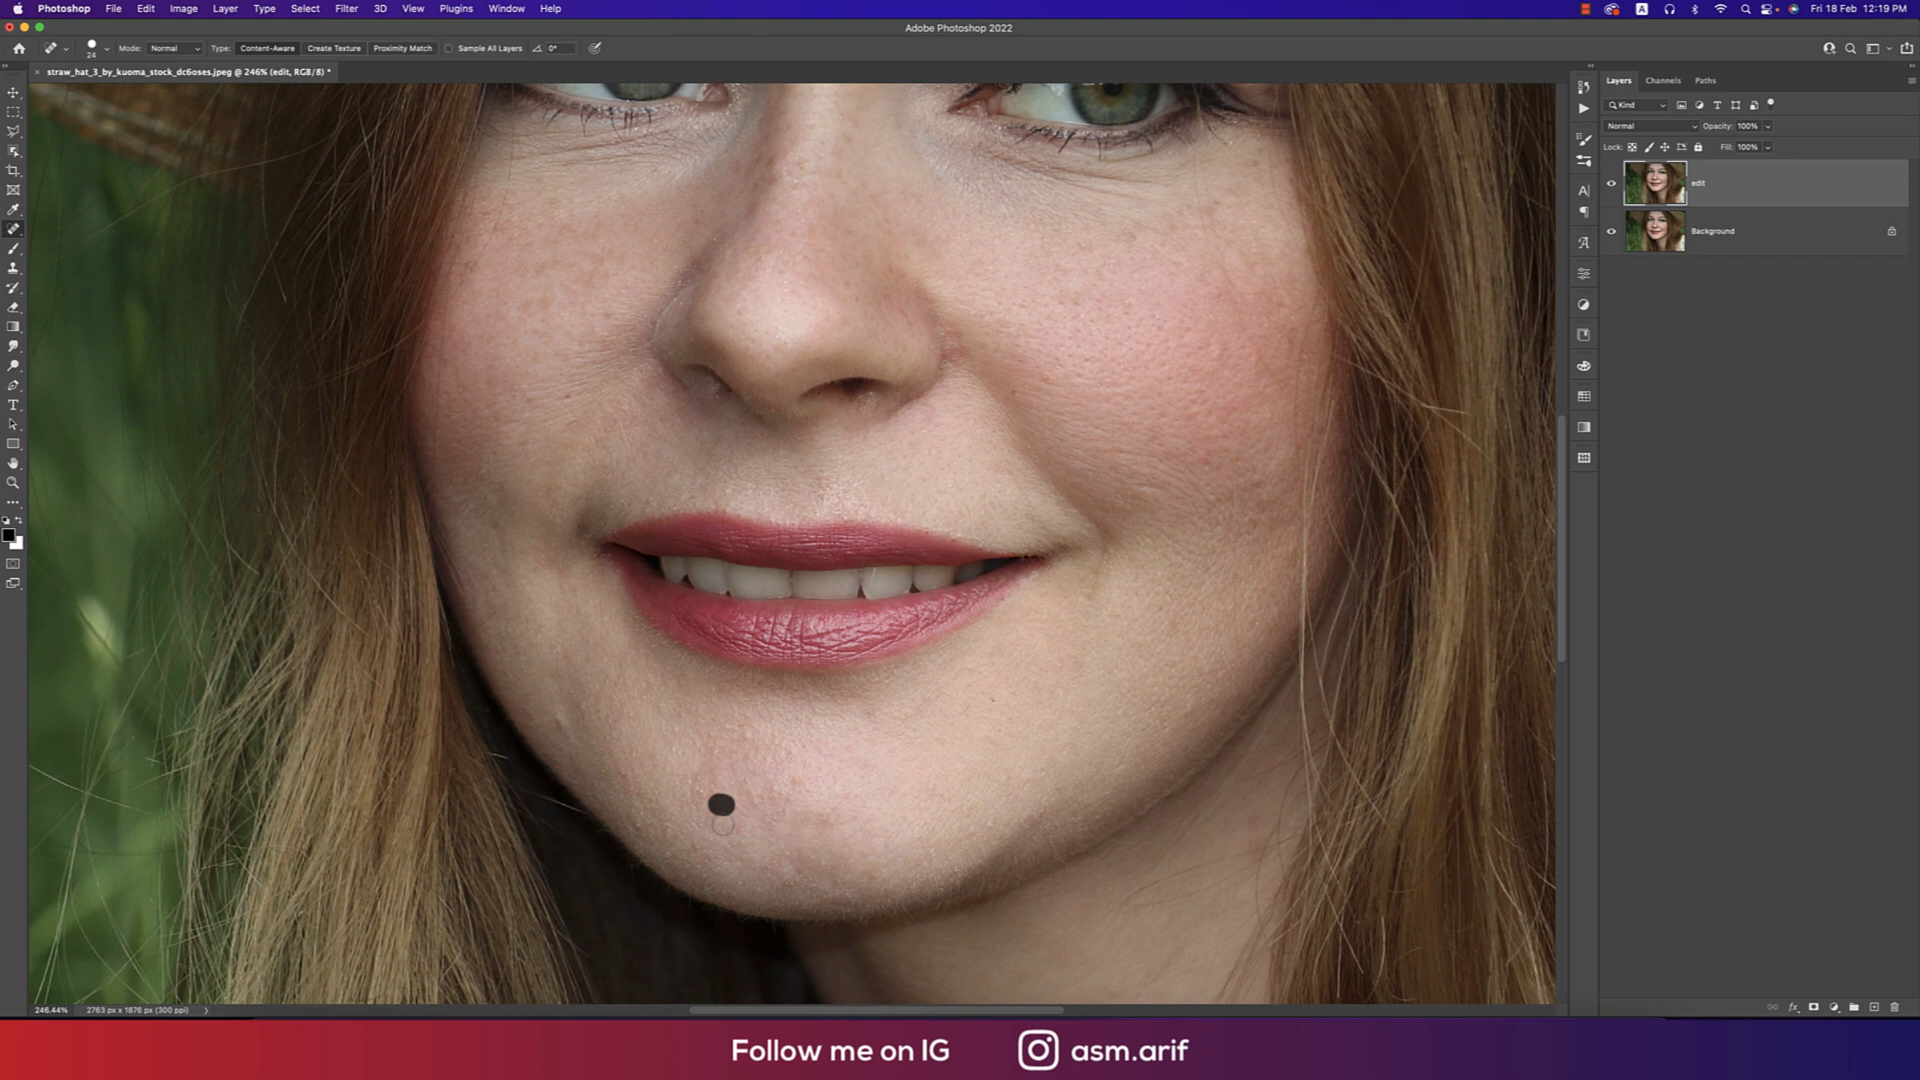 Photoshop File Edit Image Layer Type Select Filter 3D View Plugins Window Help
A Fri 18 Feb 12:19 PM
Adobe Photoshop 2022
24 Mode: Normal Type: Content-Aware Create Texture Proximity Match Sample All Layers 0°
× straw_hat_3_by_kuoma_stock_dc6oses.jpeg @ 246% (edit, RGB/8) *
Layers Channels Paths
Kind
Normal Opacity: 100%
Lock: Fill: 100%
edit
Background
246.44% 2763 px x 1876 px (300 ppi)
Follow me on IG asm.arif